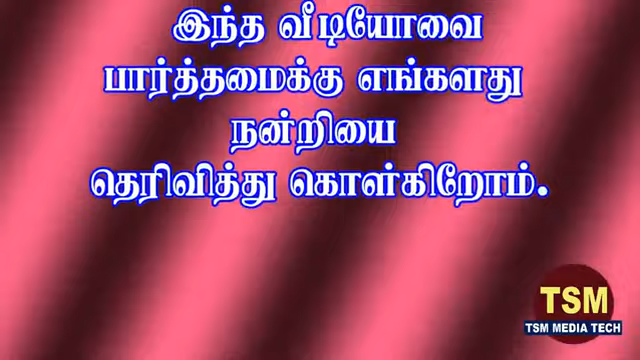 இந்த வீடியோவை
பார்த்தமைக்கு எங்களது
நன்றியை
தெரிவித்து கொள்கிறோம்.
TSM
TSM MEDIA TECH